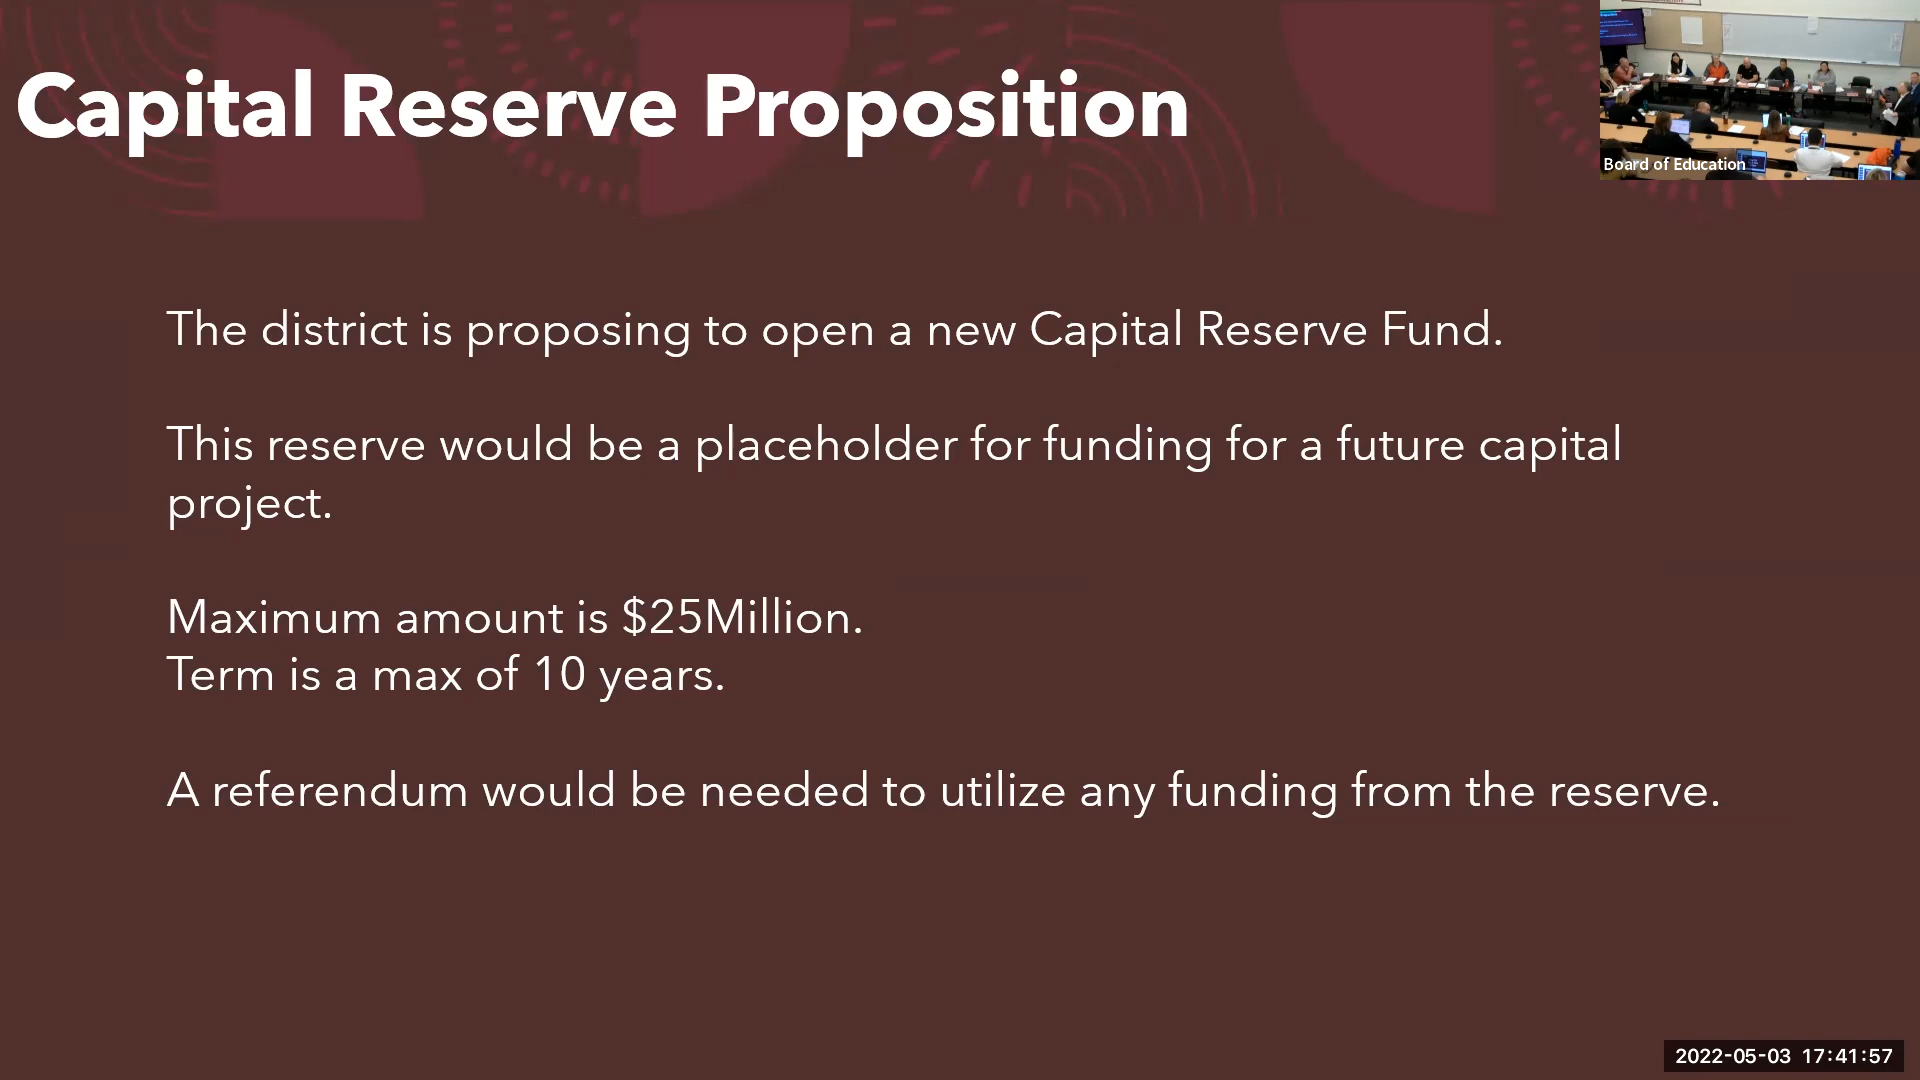 Capital Reserve Proposition
Board of Education
The district is proposing to open a new Capital Reserve Fund.
This reserve would be a placeholder for funding for a future capital
project.
Maximum amount is $25Million.
Term is a max of 10 years.
A referendum would be needed to utilize any funding from the reserve.
2022-05-03 17:41:57